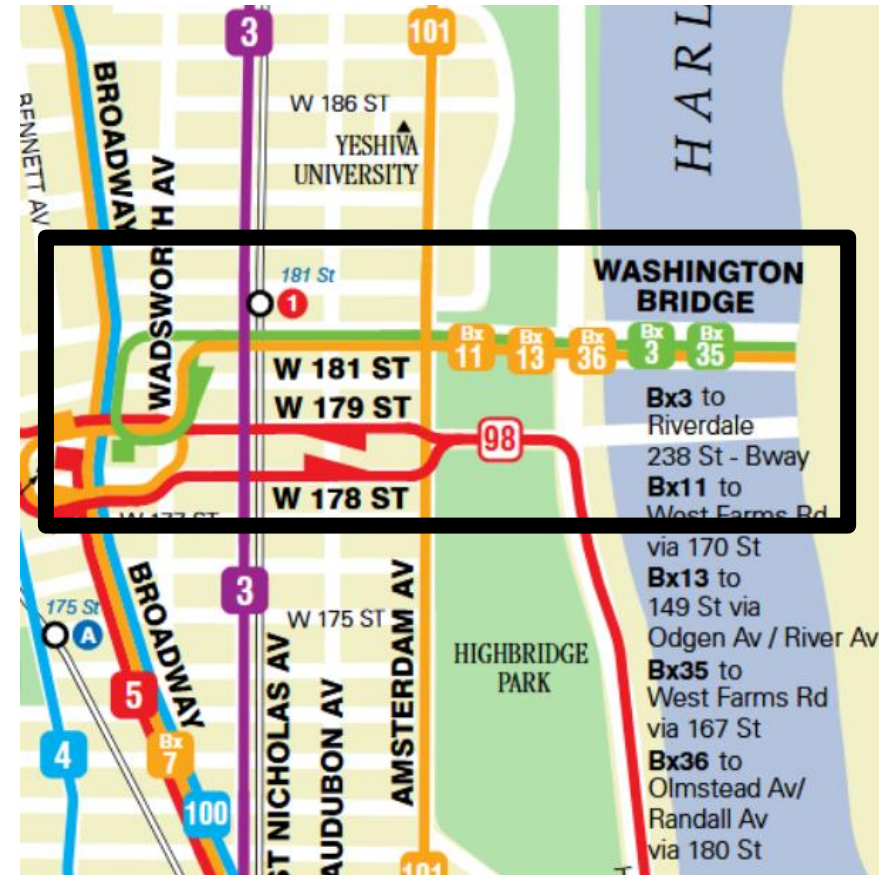 3
101
HARL
BENNETT AV
BROADWAY
W 186 ST
YESHIVA
UNIVERSITY
WADSWORTH AV
181 St
1
WASHINGTON
BRIDGE
Bx
11
Bx
13
Bx
36
Bx
3
Bx
35
W 181 ST
W 179 ST
98
W 178 ST
Bx3 to
Riverdale
238 St - Bway
Bx11 to
West Farms Rd
via 170 St
Bx13 to
149 St via
Odgen Av / River Av
Bx35 to
West Farms Rd
via 167 St
Bx36 to
Olmstead Av/
Randall Av
via 180 St
W 177 ST
BROADWAY
175 St
A
3
W 175 ST
AMSTERDAM AV
HIGHBRIDGE
PARK
5
4
Bx
7
100
ST NICHOLAS AV
AUDUBON AV
101